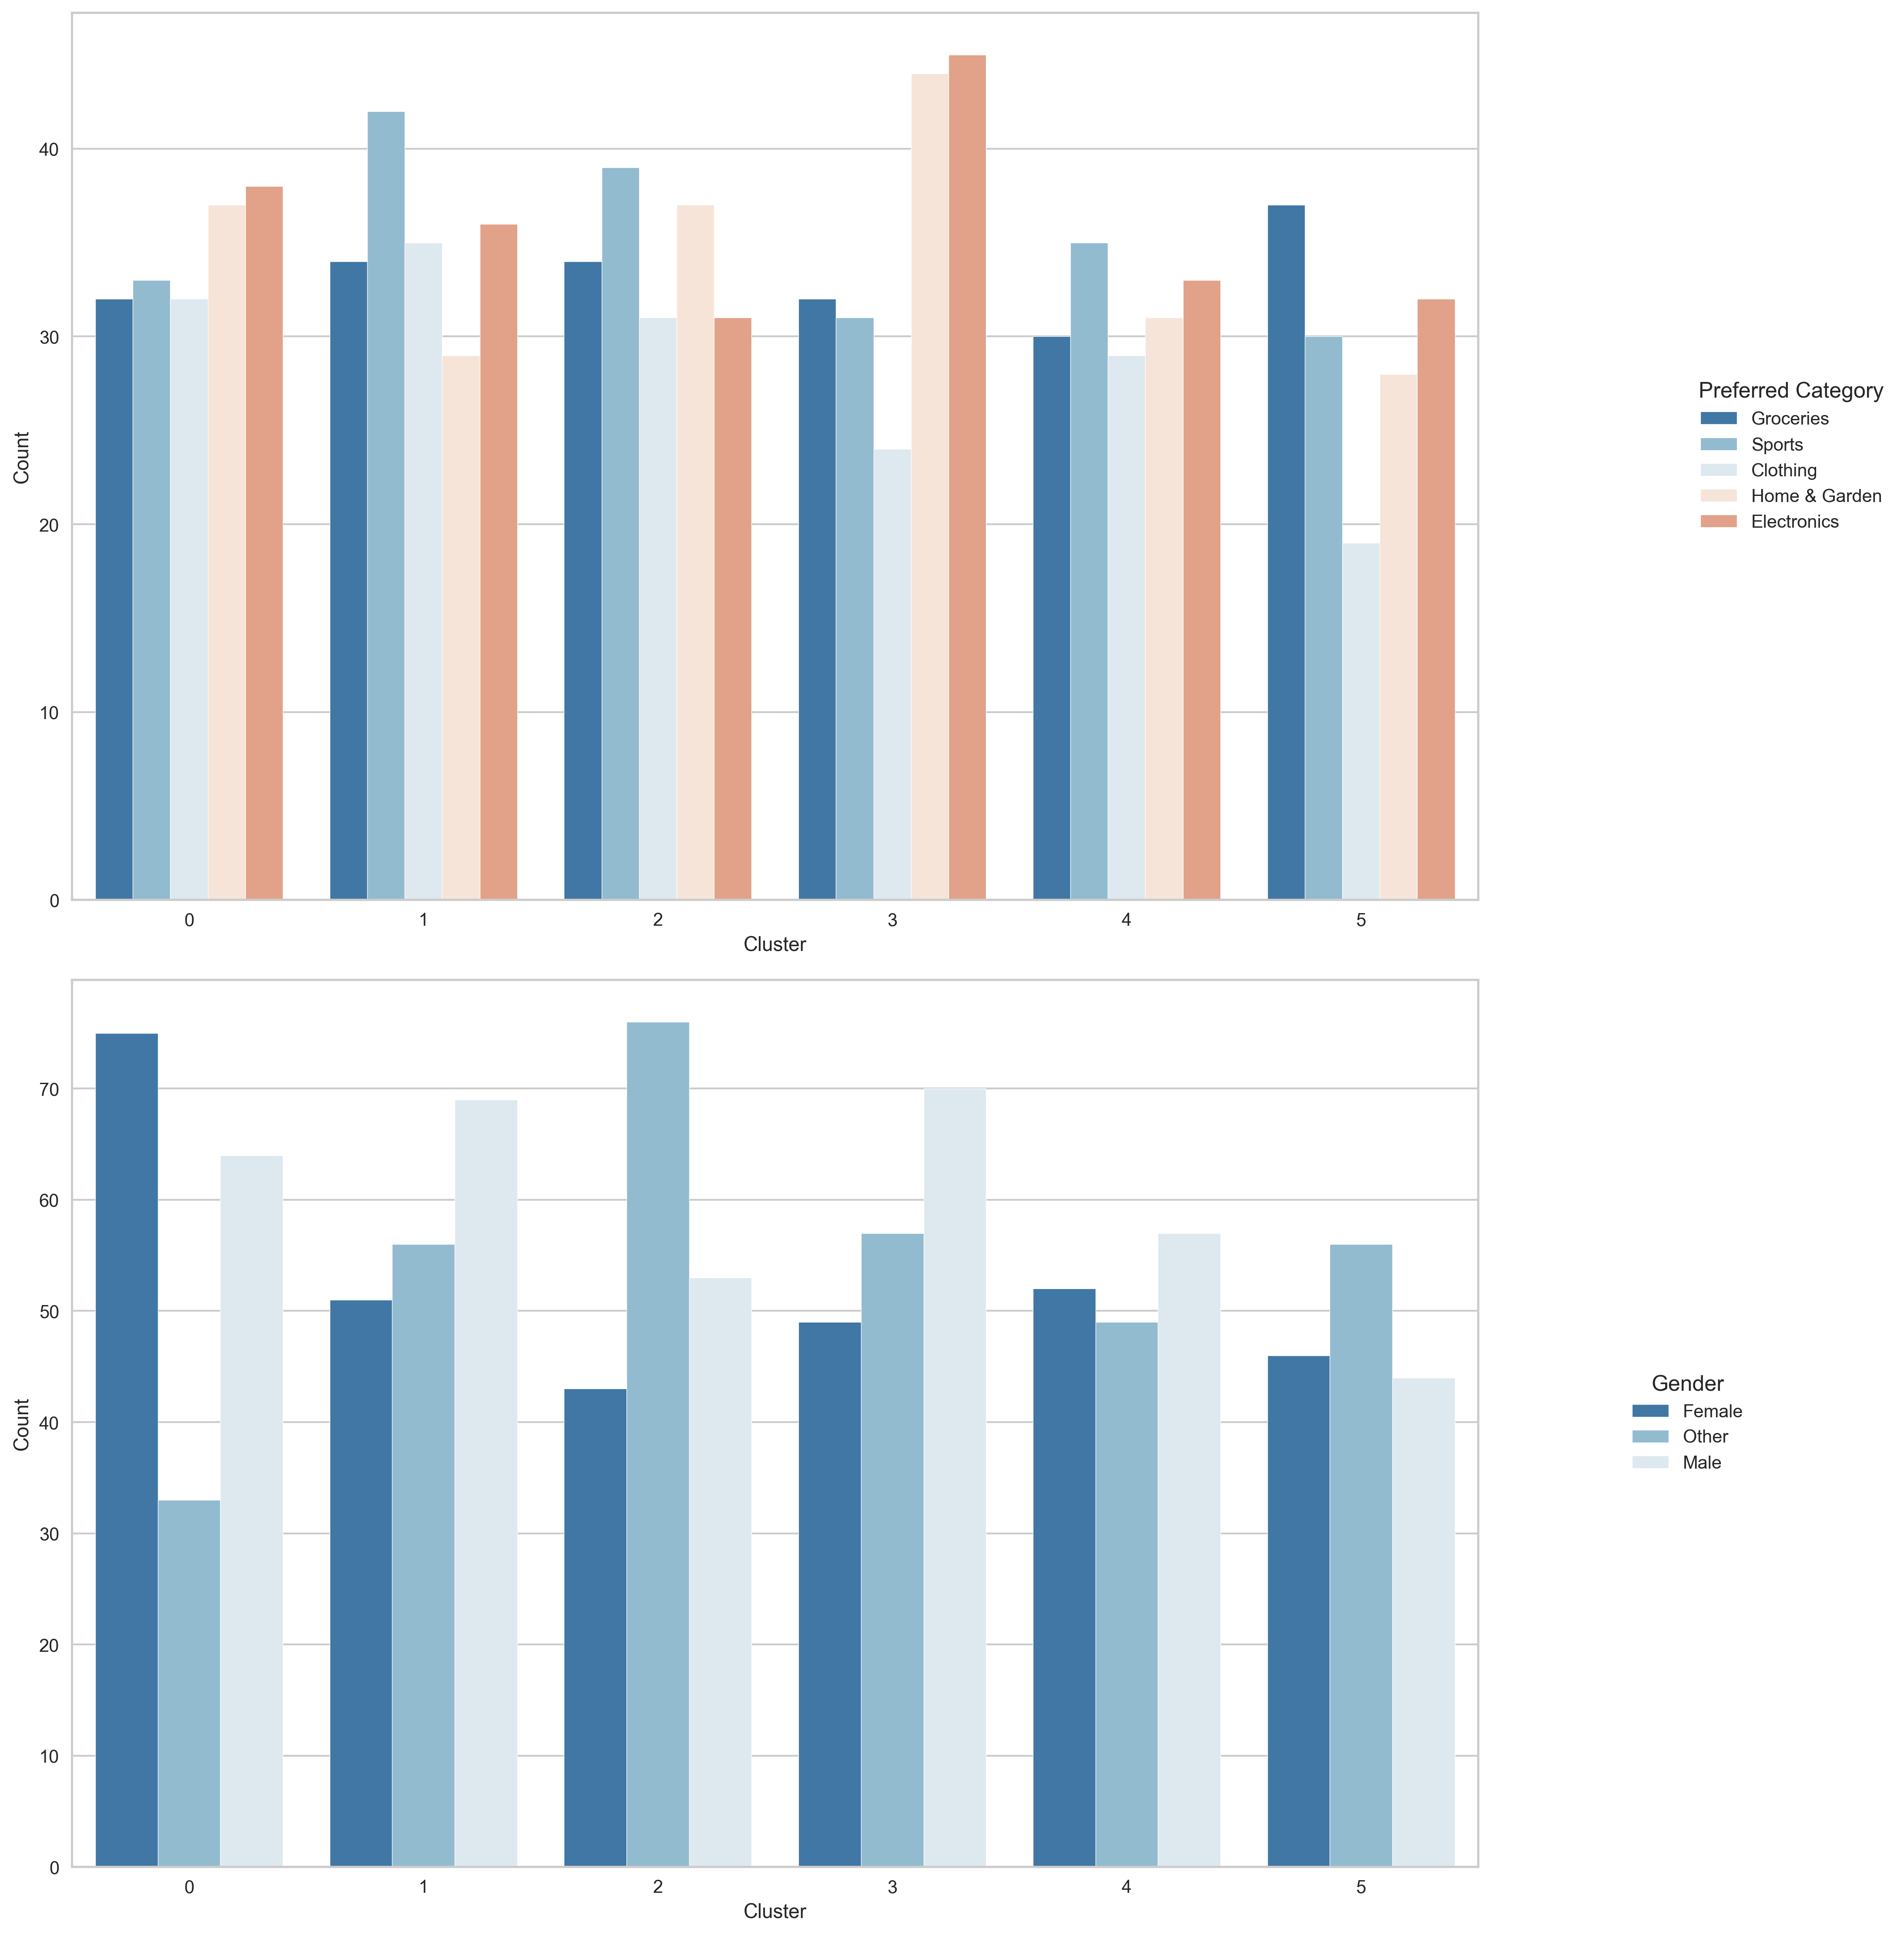 40
30
20
10
0
Count
0 1 2 3 4 5
Cluster
Preferred Category
Groceries
Sports
Clothing
Home & Garden
Electronics
70
60
50
40
30
20
10
0
Count
0 1 2 3 4 5
Cluster
Gender
Female
Other
Male